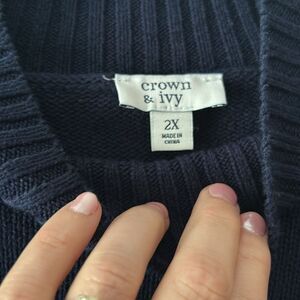 crown
& ivy
2X
MADE IN
CHINA